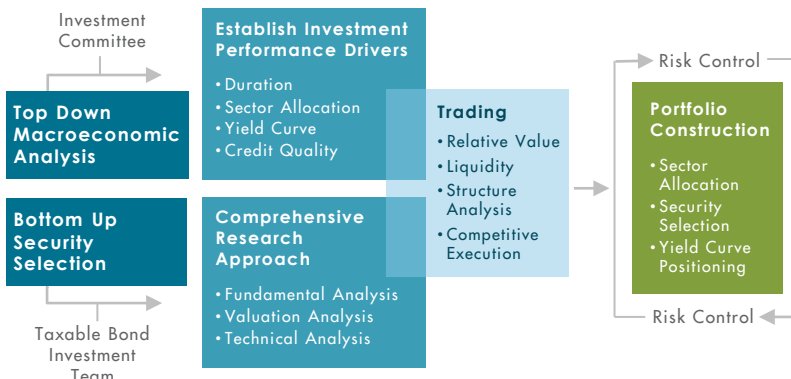 Investment
Committee
Top Down
Macroeconomic
Analysis
Bottom Up
Security
Selection
Taxable Bond
Investment
Team
Establish Investment
Performance Drivers
• Duration
• Sector Allocation
• Yield Curve
• Credit Quality
Comprehensive
Research
Approach
• Fundamental Analysis
• Valuation Analysis
• Technical Analysis
Trading
• Relative Value
• Liquidity
• Structure
Analysis
• Competitive
Execution
Risk Control
Portfolio
Construction
• Sector
Allocation
• Security
Selection
• Yield Curve
Positioning
Risk Control